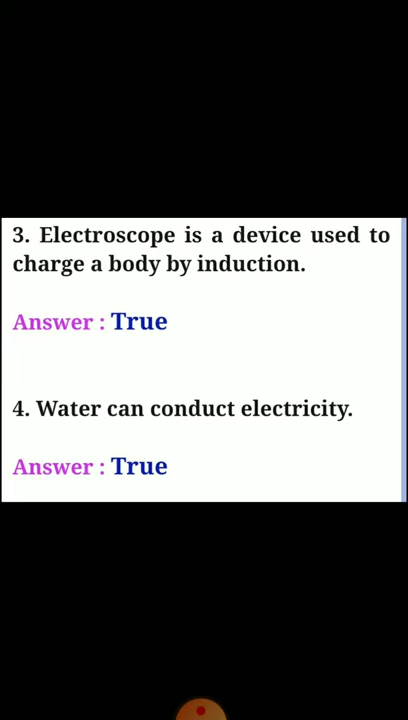 3. Electroscope is a device used to
charge a body by induction.
Answer : True
4. Water can conduct electricity.
Answer : True